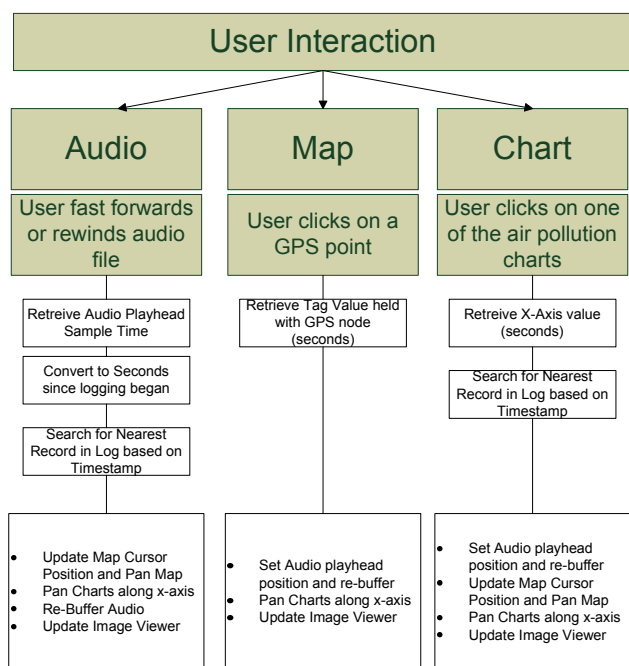 User Interaction
Audio
User fast forwards
or rewinds audio
file
Retreive Audio Playhead
Sample Time
Convert to Seconds
since logging began
Search for Nearest
Record in Log based on
Timestamp
• Update Map Cursor
Position and Pan Map
• Pan Charts along x-axis
• Re-Buffer Audio
• Update Image Viewer
Map
User clicks on a
GPS point
Retrieve Tag Value held
with GPS node
(seconds)
• Set Audio playhead
position and re-buffer
• Pan Charts along x-axis
• Update Image Viewer
Chart
User clicks on one
of the air pollution
charts
Retreive X-Axis value
(seconds)
Search for Nearest
Record in Log based on
Timestamp
• Set Audio playhead
position and re-buffer
• Update Map Cursor
Position and Pan Map
• Pan Charts along x-axis
• Update Image Viewer